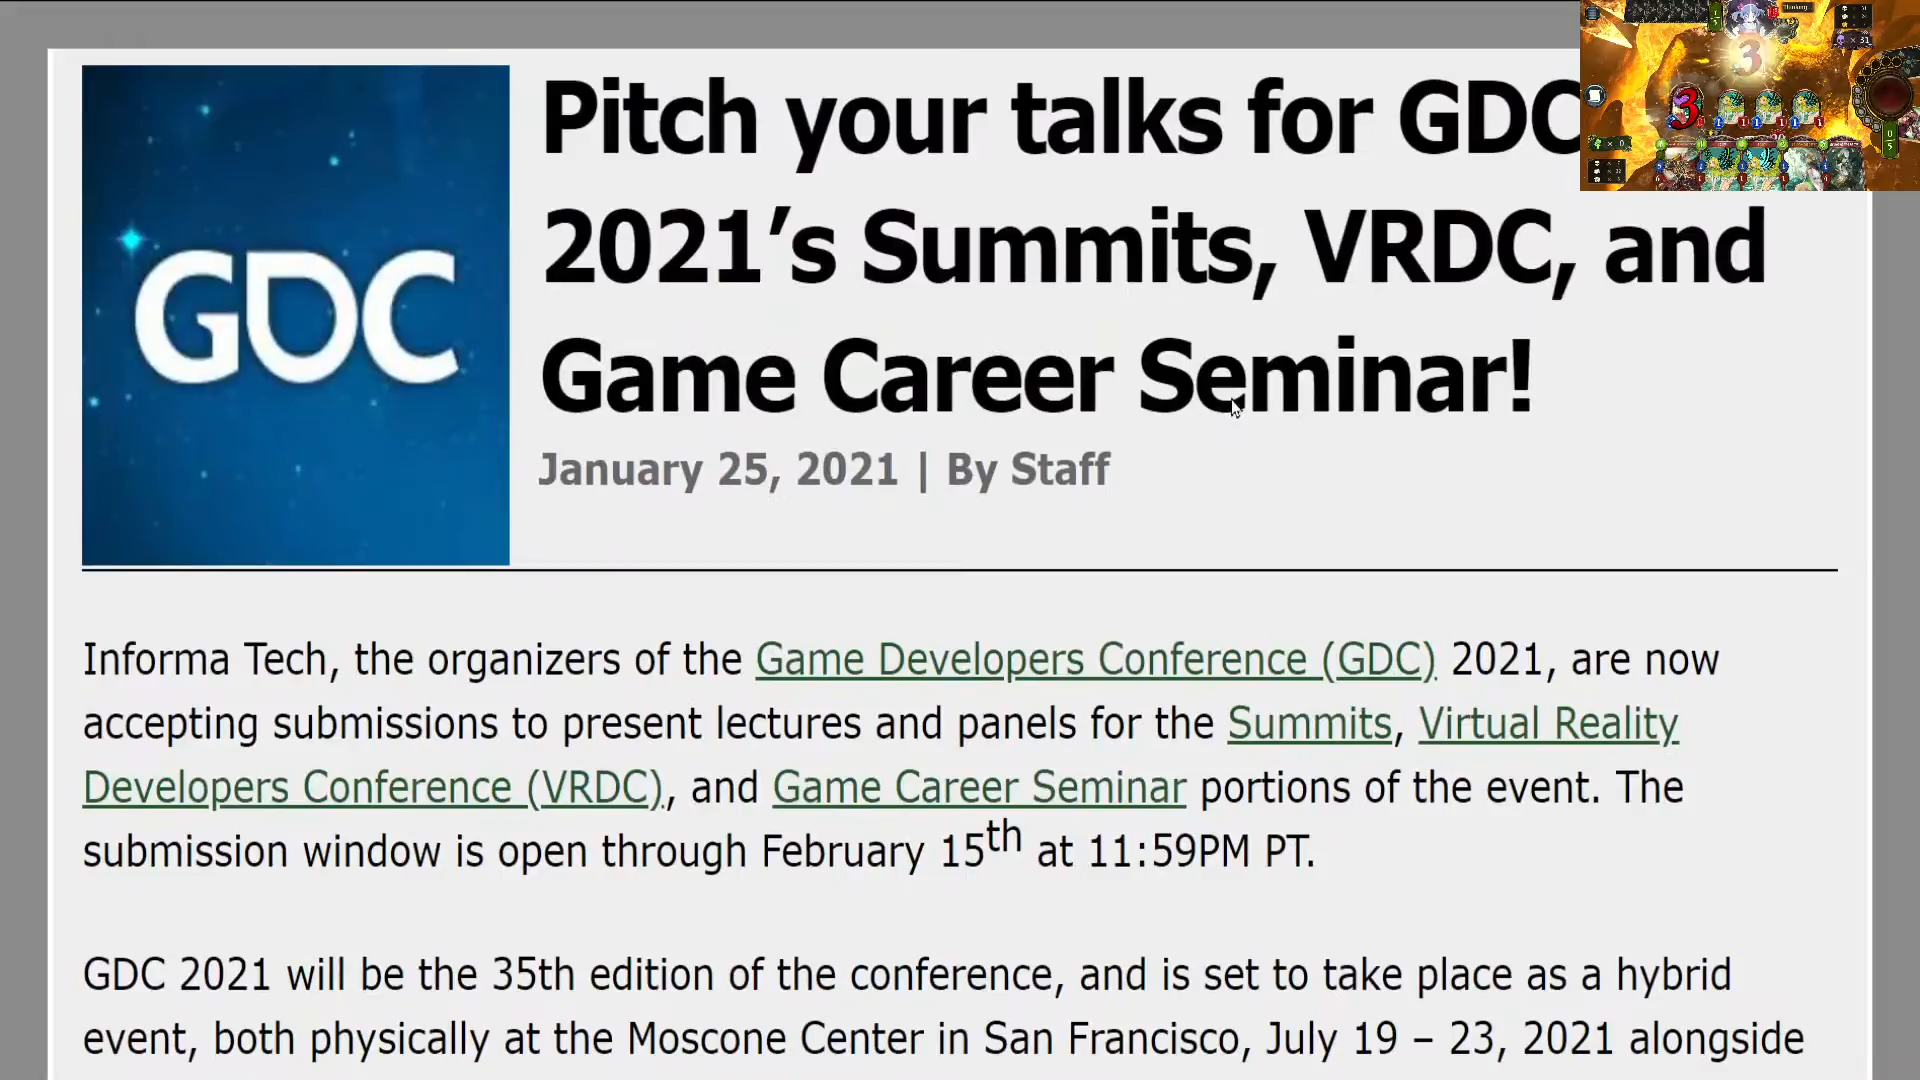 Pitch your talks for GDC
2021’s Summits, VRDC, and
Game Career Seminar!
January 25, 2021 | By Staff
GDC
Informa Tech, the organizers of the Game Developers Conference (GDC) 2021, are now
accepting submissions to present lectures and panels for the Summits, Virtual Reality
Developers Conference (VRDC), and Game Career Seminar portions of the event. The
submission window is open through February 15th at 11:59PM PT.
GDC 2021 will be the 35th edition of the conference, and is set to take place as a hybrid
event, both physically at the Moscone Center in San Francisco, July 19 – 23, 2021 alongside
Thinking
3
3
× 31
× 0